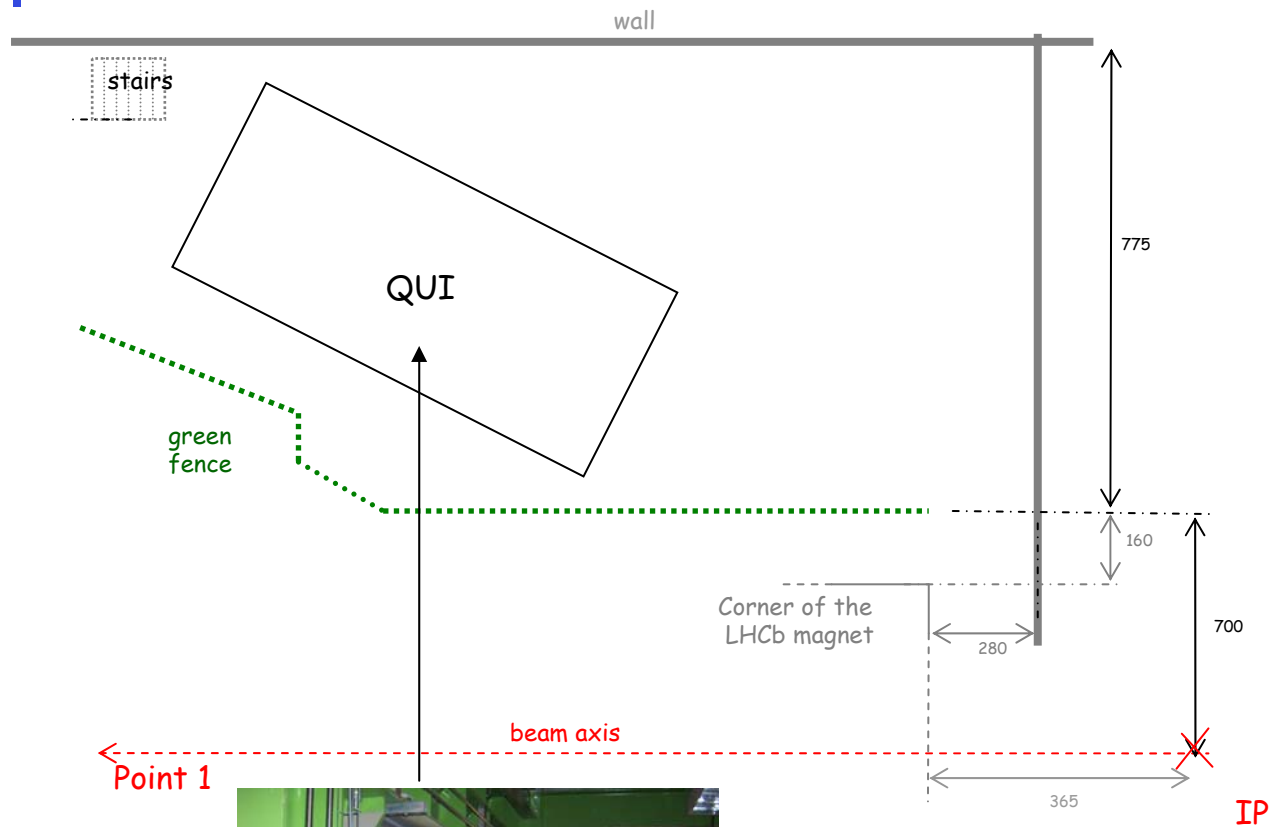 wall
stairs
775
QUI
green
fence
160
Corner of the
LHCb magnet
700
280
beam axis
Point 1
365
IP